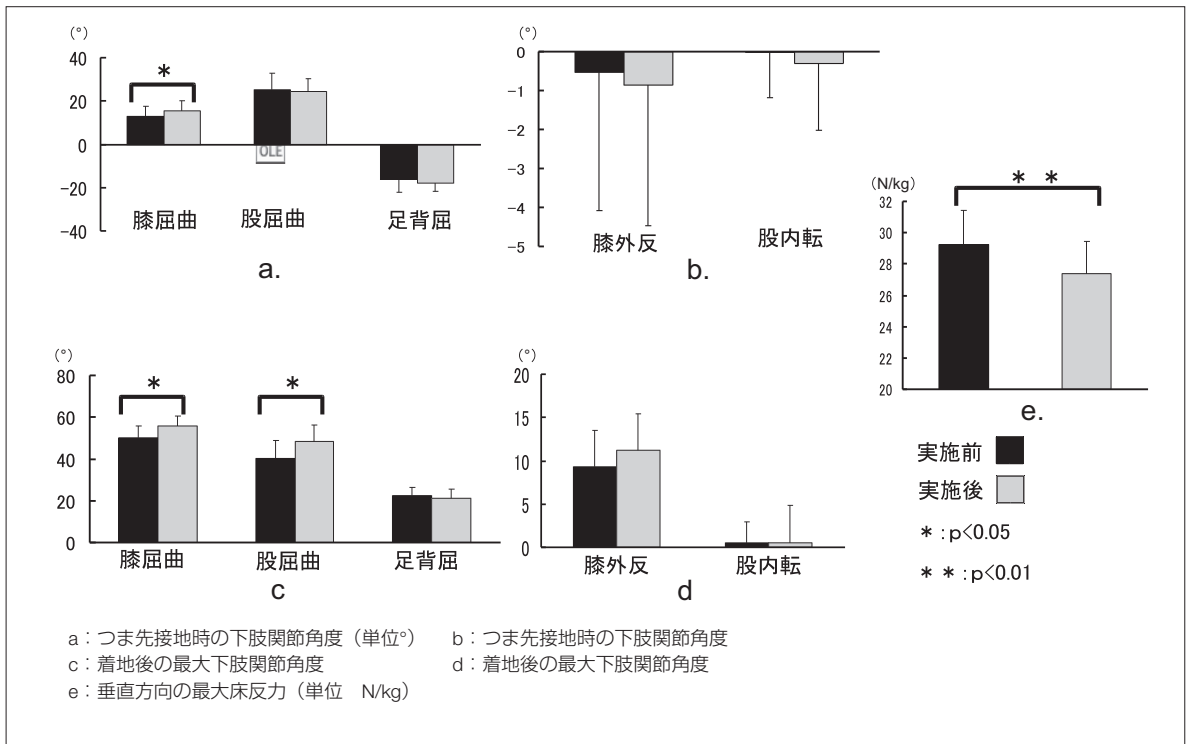 (°)
40
20
0
−20
−40
*
OLE
膝屈曲
股屈曲
足背屈
a.
(°)
0
−1
−2
−3
−4
−5
膝外反
股内転
b.
(N/kg)
32
30
28
26
24
22
20
* *
e.
(°)
80
60
40
20
0
*
*
膝屈曲
股屈曲
足背屈
c
(°)
20
15
10
5
0
膝外反
股内転
d
実施前
実施後
*:p<0.05
* *:p<0.01
a：つま先接地時の下肢関節角度（単位°） b：つま先接地時の下肢関節角度
c：着地後の最大下肢関節角度 d：着地後の最大下肢関節角度
e：垂直方向の最大床反力（単位　N/kg）